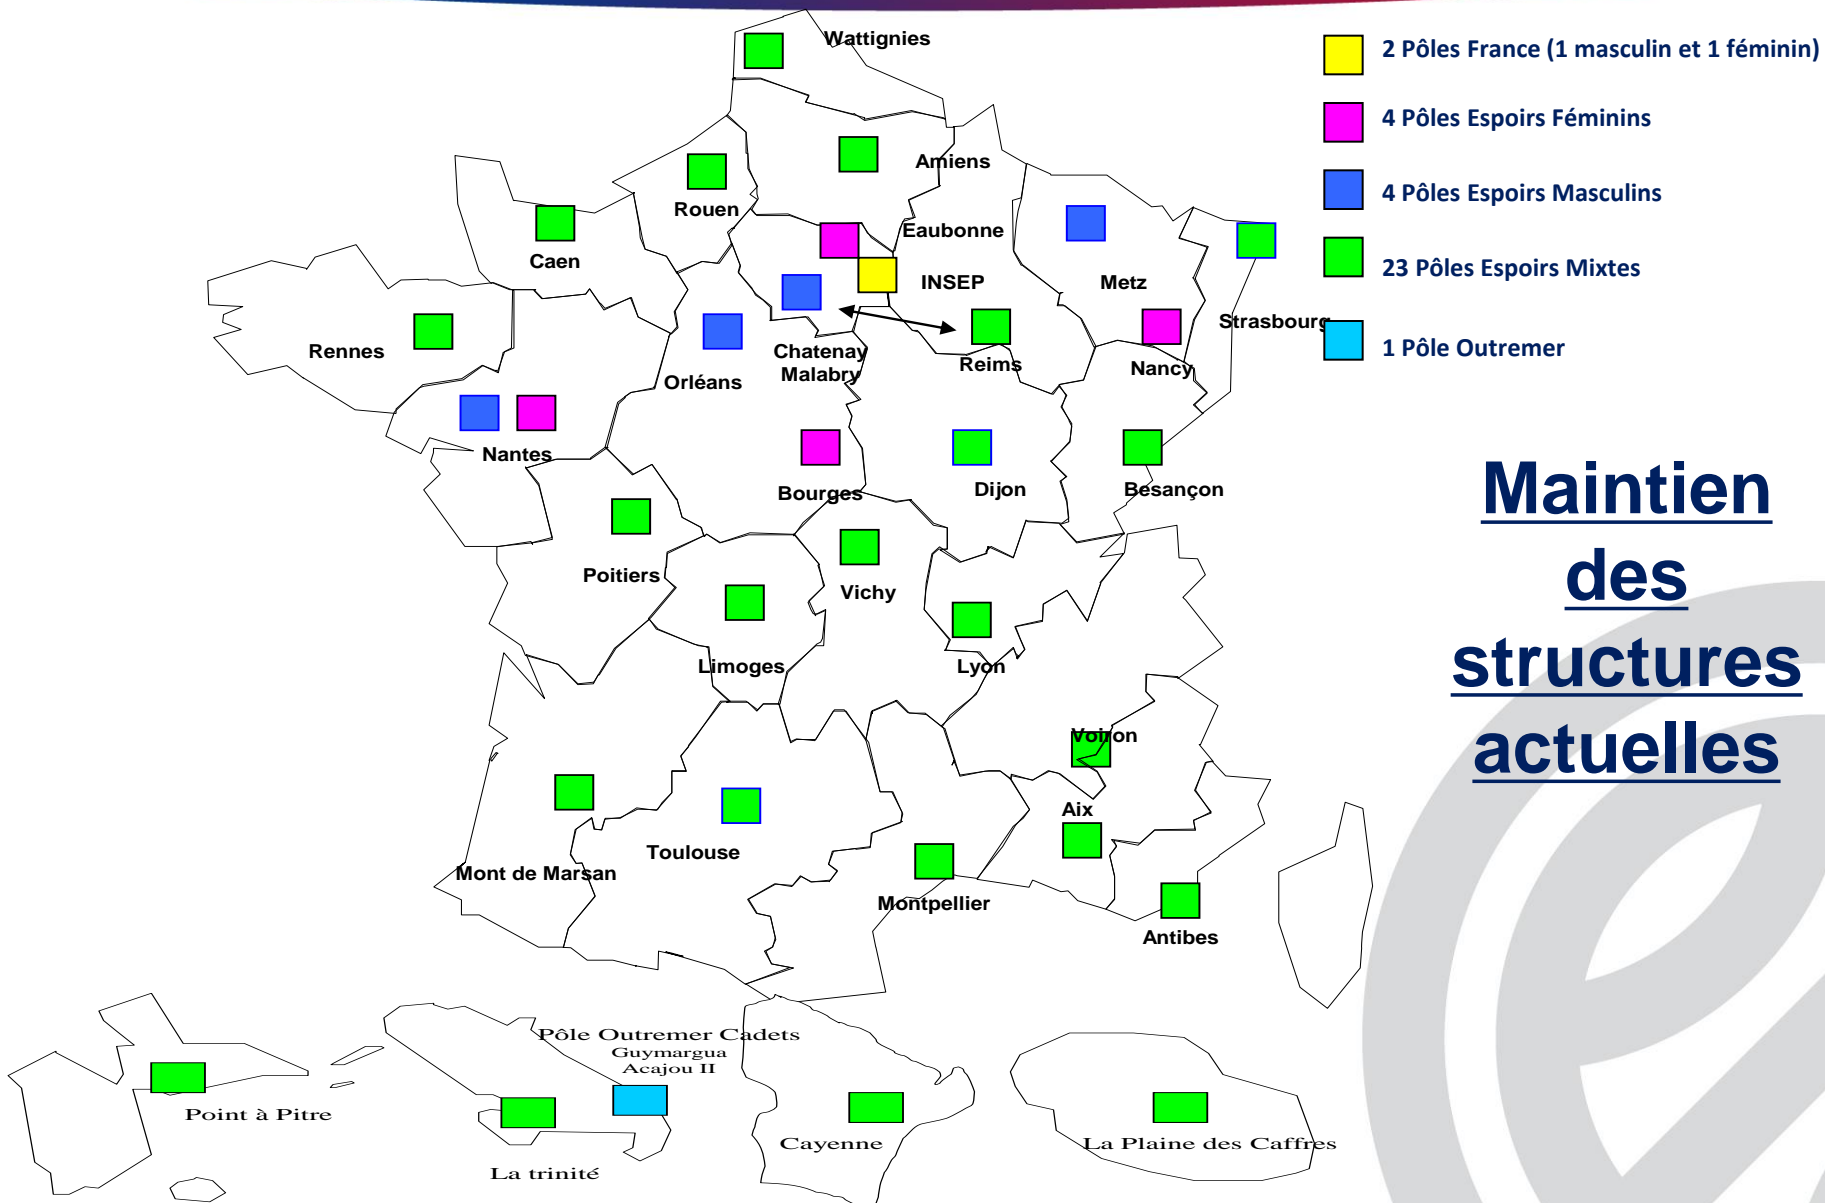 Wattignies
2 Pôles France (1 masculin et 1 féminin)
4 Pôles Espoirs Féminins
Amiens
4 Pôles Espoirs Masculins
Rouen
Eaubonne
Caen
23 Pôles Espoirs Mixtes
INSEP
Metz
Strasbourg
1 Pôle Outremer
Rennes
Chatenay
Malabry
Reims
Nancy
Orléans
Nantes
Bourges
Dijon
Besançon
Maintien
des
structures
actuelles
Poitiers
Vichy
Limoges
Lyon
Voiron
Aix
Toulouse
Mont de Marsan
Montpellier
Antibes
Pôle Outremer Cadets
Guymargua
Acajou II
Point à Pitre
La trinité
Cayenne
La Plaine des Caffres